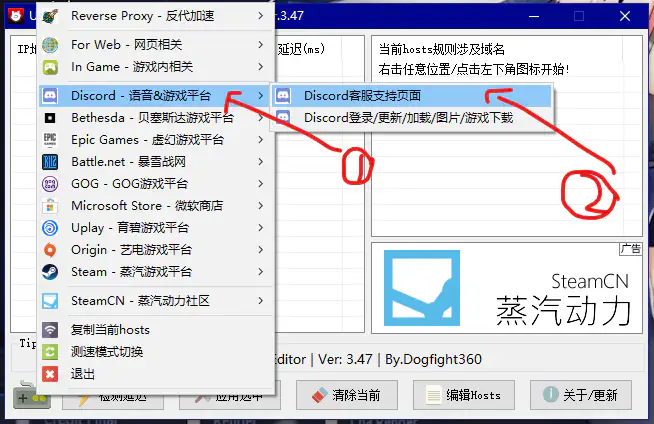 U
r.3.47
Reverse Proxy - 反代加速
For Web - 网页相关
In Game - 游戏内相关
Discord - 语音&游戏平台
Bethesda - 贝塞斯达游戏平台
Epic Games - 虚幻游戏平台
Battle.net - 暴雪战网
GOG - GOG游戏平台
Microsoft Store - 微软商店
Uplay - 育碧游戏平台
Origin - 艺电游戏平台
Steam - 蒸汽游戏平台
SteamCN - 蒸汽动力社区
复制当前hosts
测速模式切换
退出
Discord客服支持页面
Discord登录/更新/加载/图片/游戏下载
1
2
延迟(ms)
当前hosts规则涉及域名
右击任意位置/点击左下角图标开始!
EPIC GAMES
广告
SteamCN
蒸汽动力
Tip
Editor | Ver: 3.47 | By.Dogfight360
检测延迟
应用选中
清除当前
编辑Hosts
关于/更新